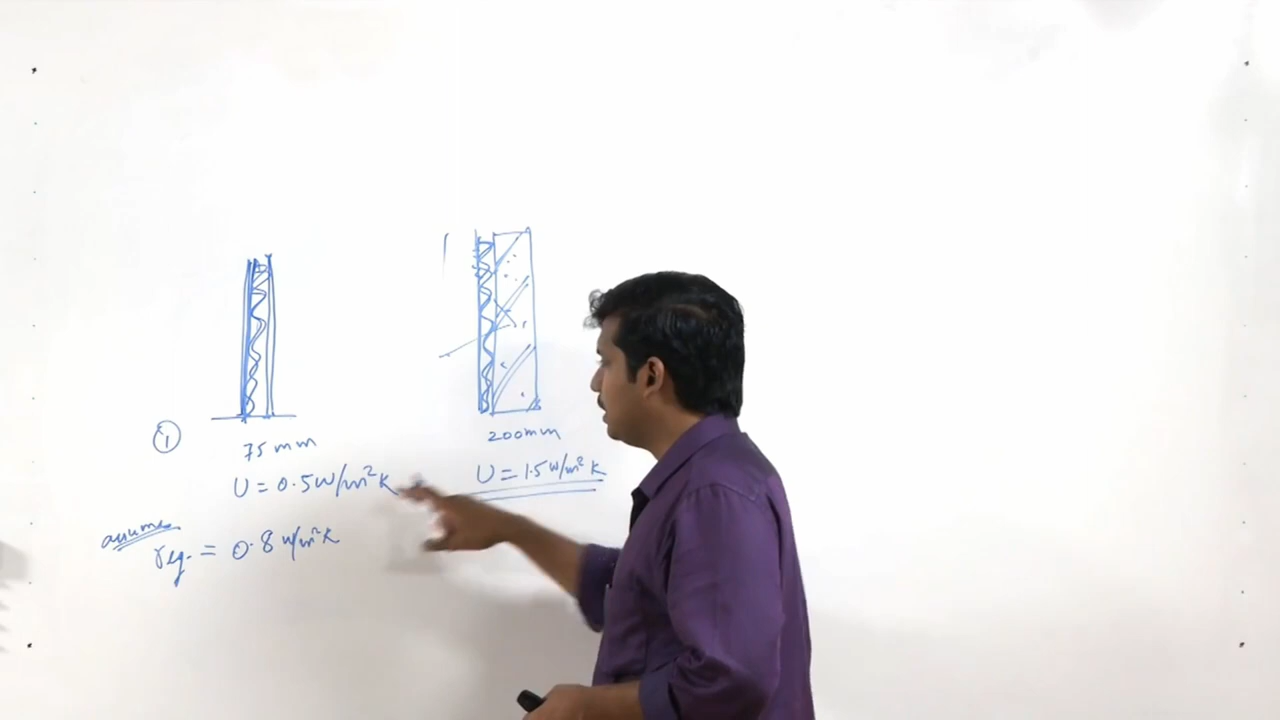 ①
75 mm
U = 0.5 W/m²K
assume
req. = 0.8 W/m²K
200mm
U = 1.5 W/m²K